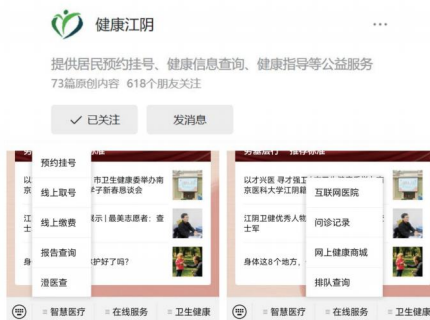 健康江阴
提供居民预约挂号、健康信息查询、健康指导等公益服务
73篇原创内容 618个朋友关注
已关注
发消息
预约挂号
线上取号
线上缴费
报告查询
澄医查
市卫生健康委举办南
学子新春恳谈会
展示 | 最美志愿者：查
护好了吗？
智慧医疗
在线服务
卫生健康
以才兴医 寻才强
京医科大学江阴籍
江阴卫健优秀人物
士军
身体这8个地方，
互联网医院
问诊记录
网上健康商城
排队查询
智慧医疗
在线服务
卫生健康